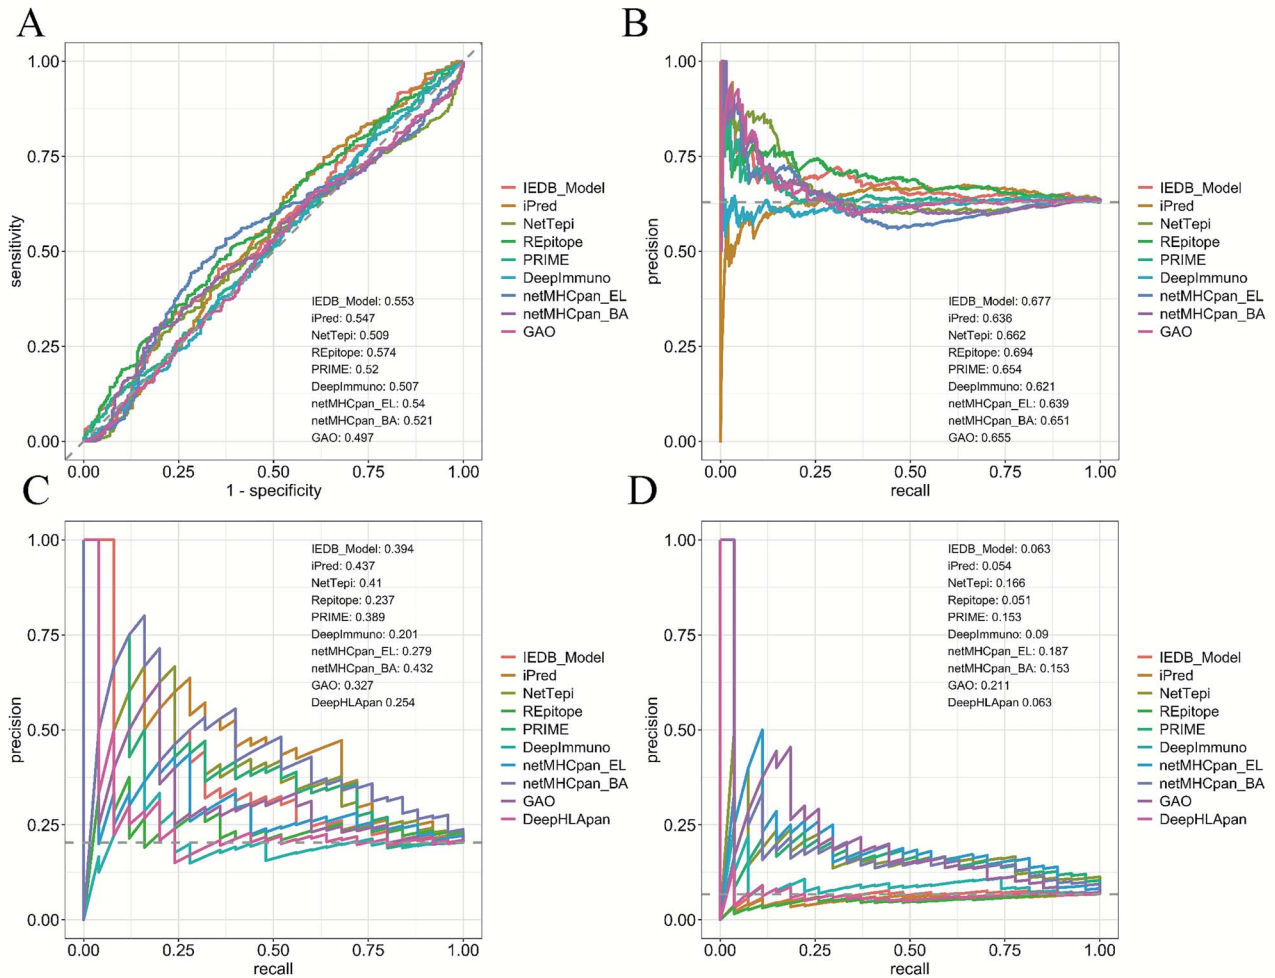 A
1.00
0.75
0.50
0.25
0.00
sensitivity
0.00
0.25
0.50
0.75
1.00
1 - specificity
IEDB_Model: 0.553
iPred: 0.547
NetTepi: 0.509
REpitope: 0.574
PRIME: 0.52
DeepImmuno: 0.507
netMHCpan_EL: 0.54
netMHCpan_BA: 0.521
GAO: 0.497
IEDB_Model
iPred
NetTepi
REpitope
PRIME
DeepImmuno
netMHCpan_EL
netMHCpan_BA
GAO
B
1.00
0.75
0.50
0.25
0.00
precision
0.00
0.25
0.50
0.75
1.00
recall
IEDB_Model: 0.677
iPred: 0.636
NetTepi: 0.662
REpitope: 0.694
PRIME: 0.654
DeepImmuno: 0.621
netMHCpan_EL: 0.639
netMHCpan_BA: 0.651
GAO: 0.655
IEDB_Model
iPred
NetTepi
REpitope
PRIME
DeepImmuno
netMHCpan_EL
netMHCpan_BA
GAO
C
1.00
0.75
0.50
0.25
0.00
precision
0.00
0.25
0.50
0.75
1.00
recall
IEDB_Model: 0.394
iPred: 0.437
NetTepi: 0.41
Repitope: 0.237
PRIME: 0.389
DeepImmuno: 0.201
netMHCpan_EL: 0.279
netMHCpan_BA: 0.432
GAO: 0.327
DeepHLApan 0.254
IEDB_Model
iPred
NetTepi
REpitope
PRIME
DeepImmuno
netMHCpan_EL
netMHCpan_BA
GAO
DeepHLApan
D
1.00
0.75
0.50
0.25
0.00
precision
0.00
0.25
0.50
0.75
1.00
recall
IEDB_Model: 0.063
iPred: 0.054
NetTepi: 0.166
Repitope: 0.051
PRIME: 0.153
DeepImmuno: 0.09
netMHCpan_EL: 0.187
netMHCpan_BA: 0.153
GAO: 0.211
DeepHLApan 0.063
IEDB_Model
iPred
NetTepi
REpitope
PRIME
DeepImmuno
netMHCpan_EL
netMHCpan_BA
GAO
DeepHLApan